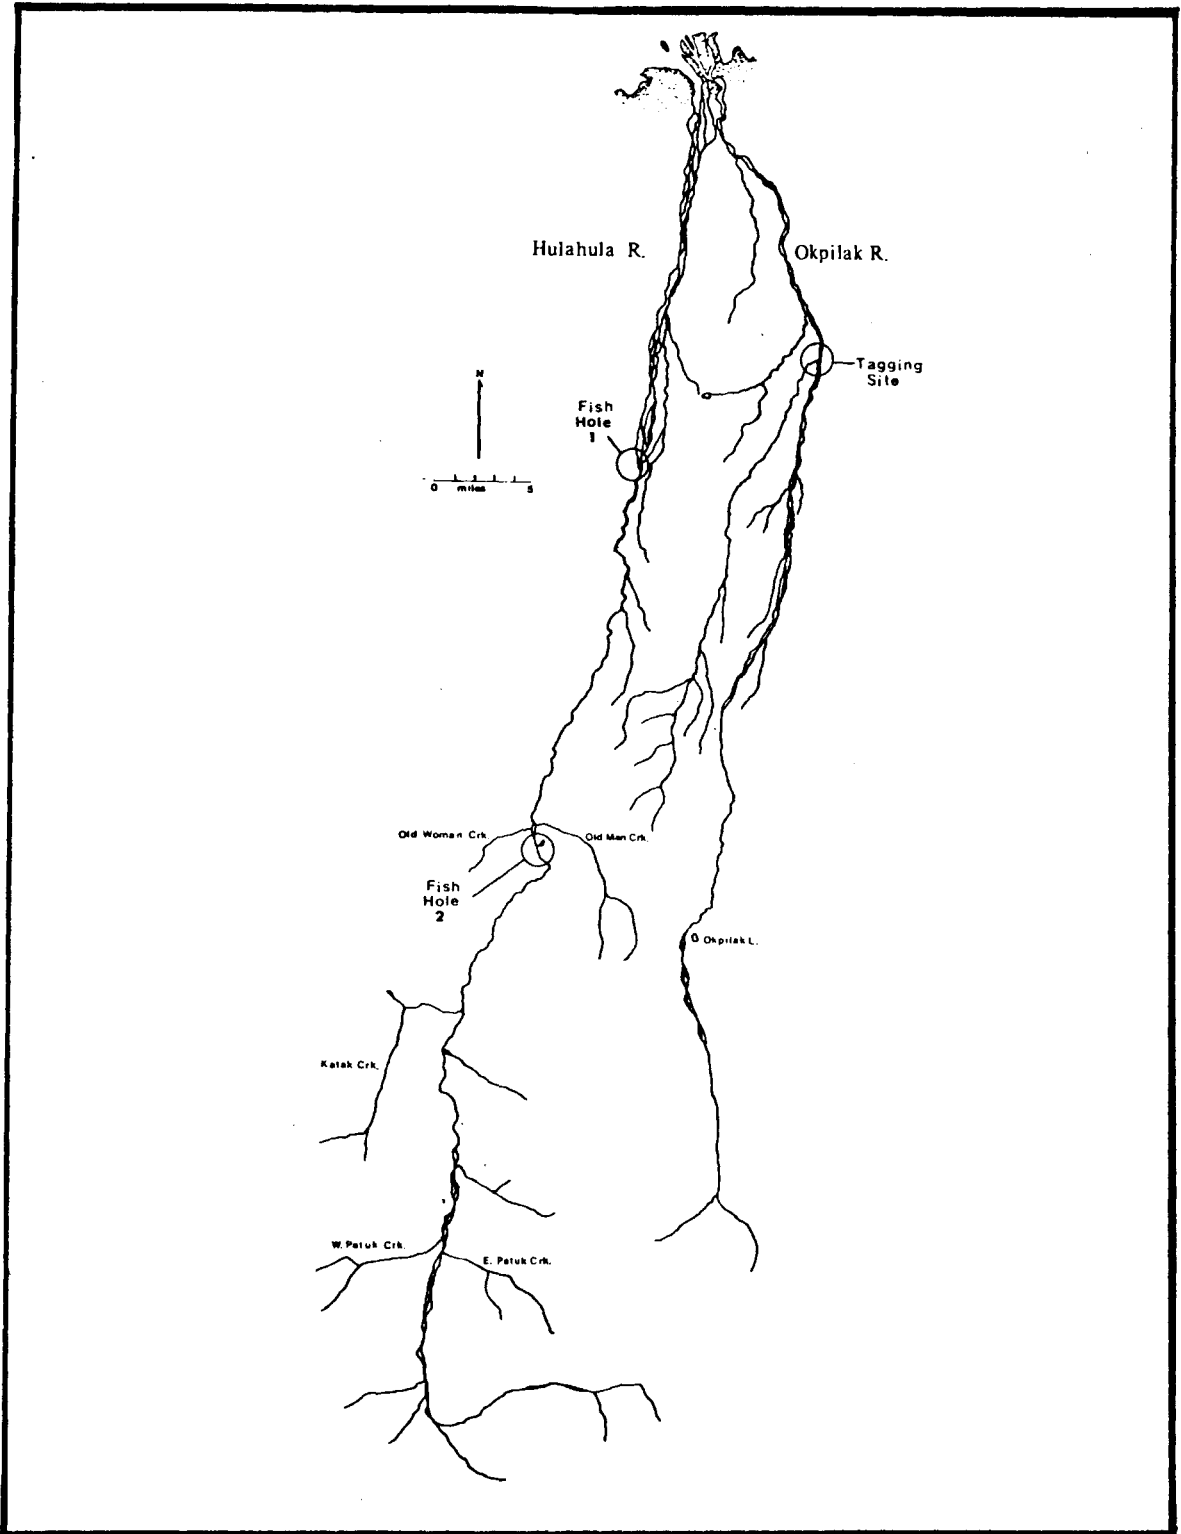 Hulahula R.
Okpilak R.
Tagging
Site
N
Fish
Hole
1
0 miles 5
Old Woman Crk.
Old Man Crk.
Fish
Hole
2
Okpilak L.
Katak Crk.
W. Patuk Crk.
E. Patuk Crk.